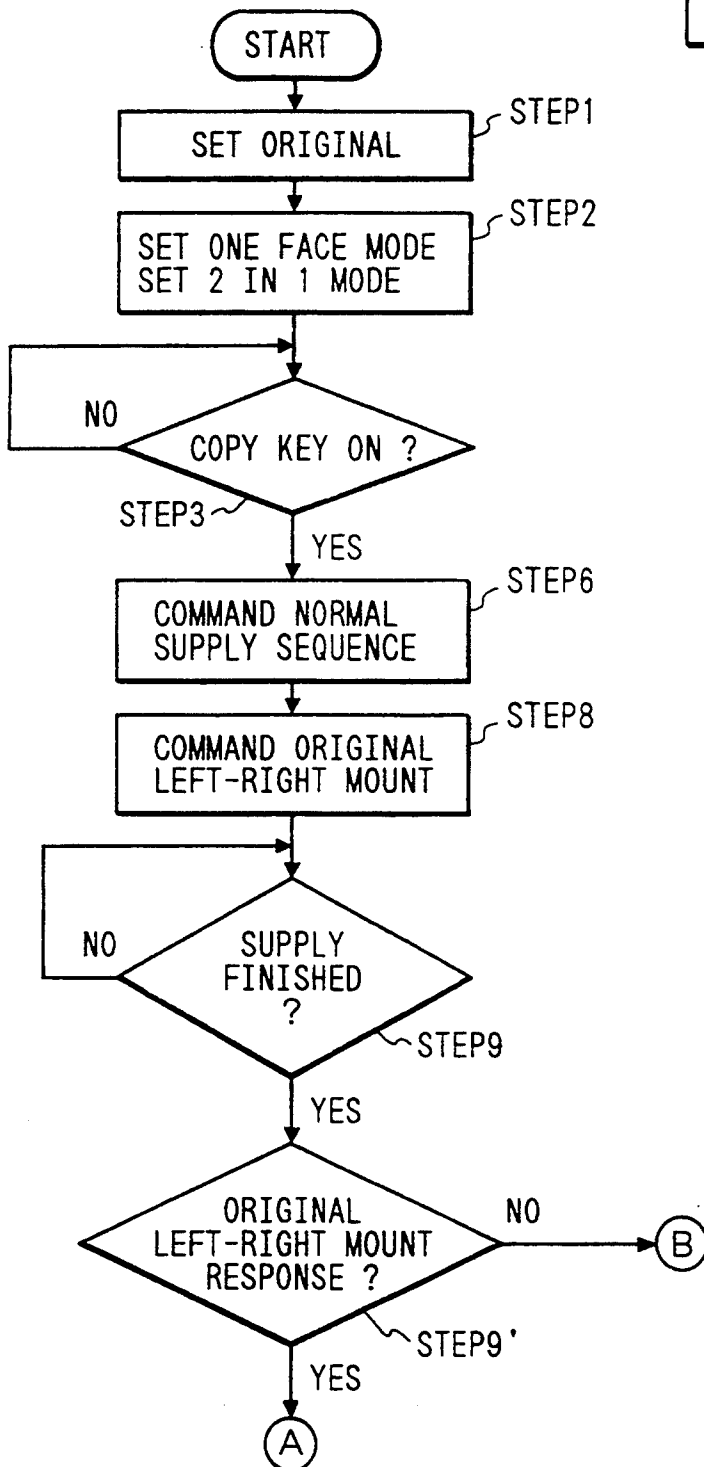 START
STEP1
SET ORIGINAL
STEP2
SET ONE FACE MODE
SET 2 IN 1 MODE
NO
COPY KEY ON ?
STEP3
YES
STEP6
COMMAND NORMAL
SUPPLY SEQUENCE
STEP8
COMMAND ORIGINAL
LEFT-RIGHT MOUNT
NO
SUPPLY
FINISHED
?
STEP9
YES
ORIGINAL
LEFT-RIGHT MOUNT
RESPONSE ?
NO
B
STEP9'
YES
A